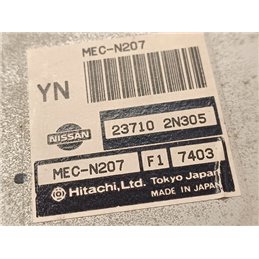 MEC-N207
YN
NISSAN
23710 2N305
MEC-N207 F1 7403
Hitachi, Ltd. Tokyo Japan
MADE IN JAPAN